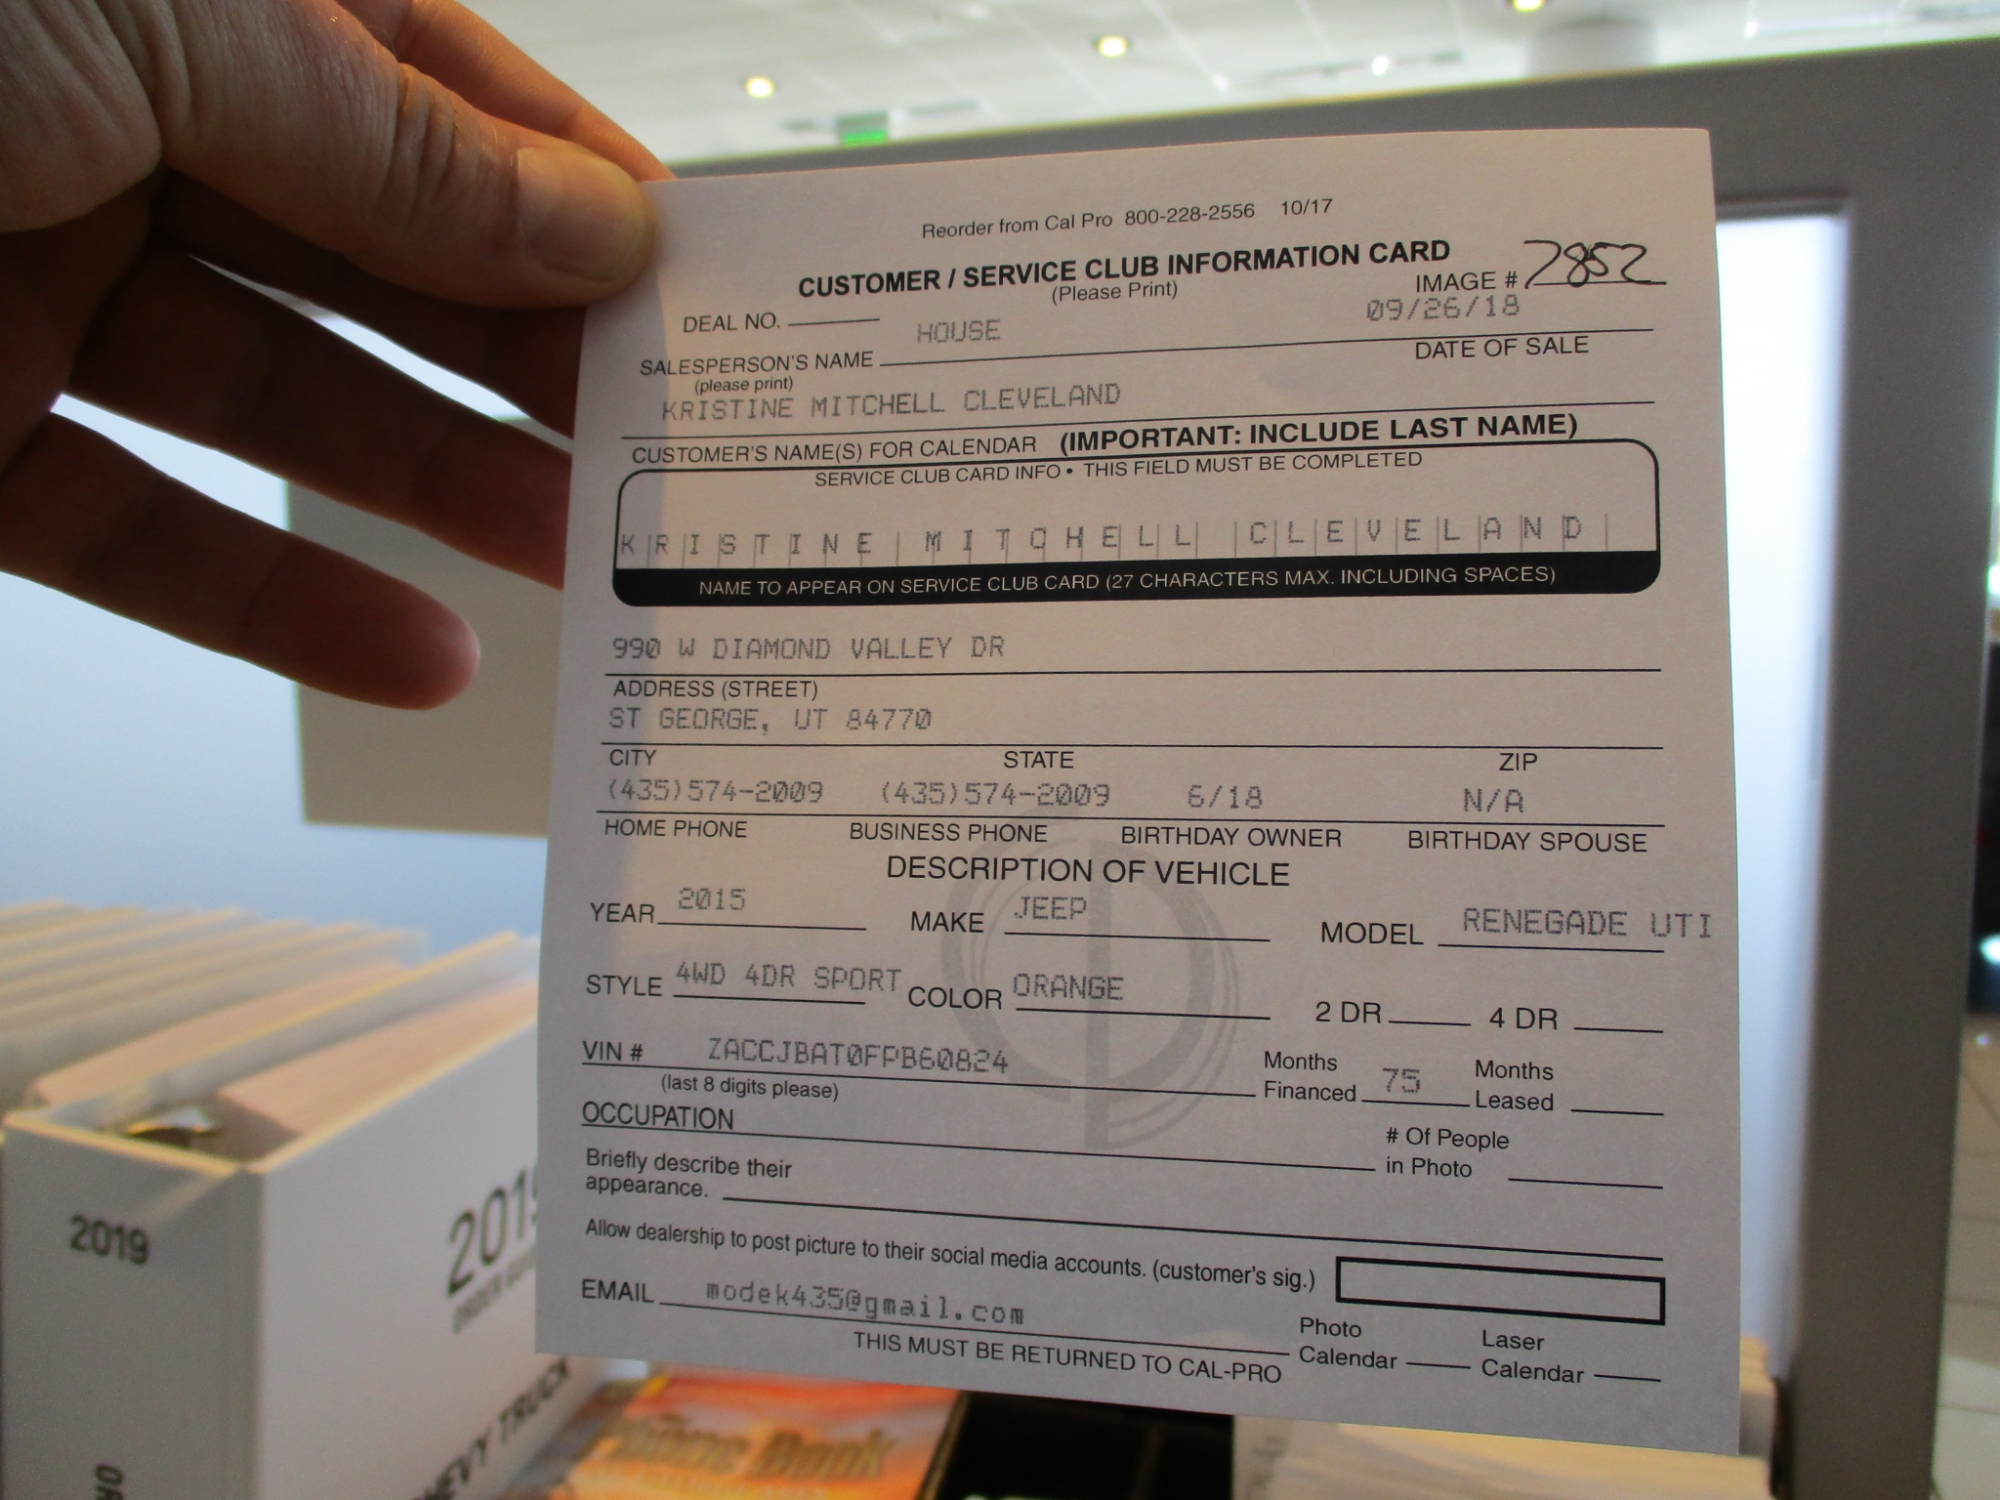 Reorder from Cal Pro 800-228-2556 10/17
CUSTOMER / SERVICE CLUB INFORMATION CARD
(Please Print)
IMAGE # 7852
DEAL NO.
HOUSE 09/26/18
SALESPERSON'S NAME DATE OF SALE
(please print)
KRISTINE MITCHELL CLEVELAND
CUSTOMER'S NAME(S) FOR CALENDAR (IMPORTANT: INCLUDE LAST NAME)
SERVICE CLUB CARD INFO • THIS FIELD MUST BE COMPLETED
KRISTINE MITCHELL CLEVELAND
NAME TO APPEAR ON SERVICE CLUB CARD (27 CHARACTERS MAX. INCLUDING SPACES)
990 W DIAMOND VALLEY DR
ADDRESS (STREET)
ST GEORGE, UT 84770
CITY STATE ZIP
(435)574-2009 (435)574-2009 6/18 N/A
HOME PHONE BUSINESS PHONE BIRTHDAY OWNER BIRTHDAY SPOUSE
DESCRIPTION OF VEHICLE
YEAR 2015 MAKE JEEP MODEL RENEGADE UTI
STYLE 4WD 4DR SPORT COLOR ORANGE 2 DR 4 DR
VIN # ZACCJBAT0FPB60824
(last 8 digits please)
Months Financed 75 Months Leased
OCCUPATION
# Of People in Photo
Briefly describe their
appearance.
Allow dealership to post picture to their social media accounts. (customer's sig.)
EMAIL modek435@gmail.com
Photo Calendar Laser Calendar
THIS MUST BE RETURNED TO CAL-PRO
2019
2019
ORDER GUIDE
CHEVY TRUCK